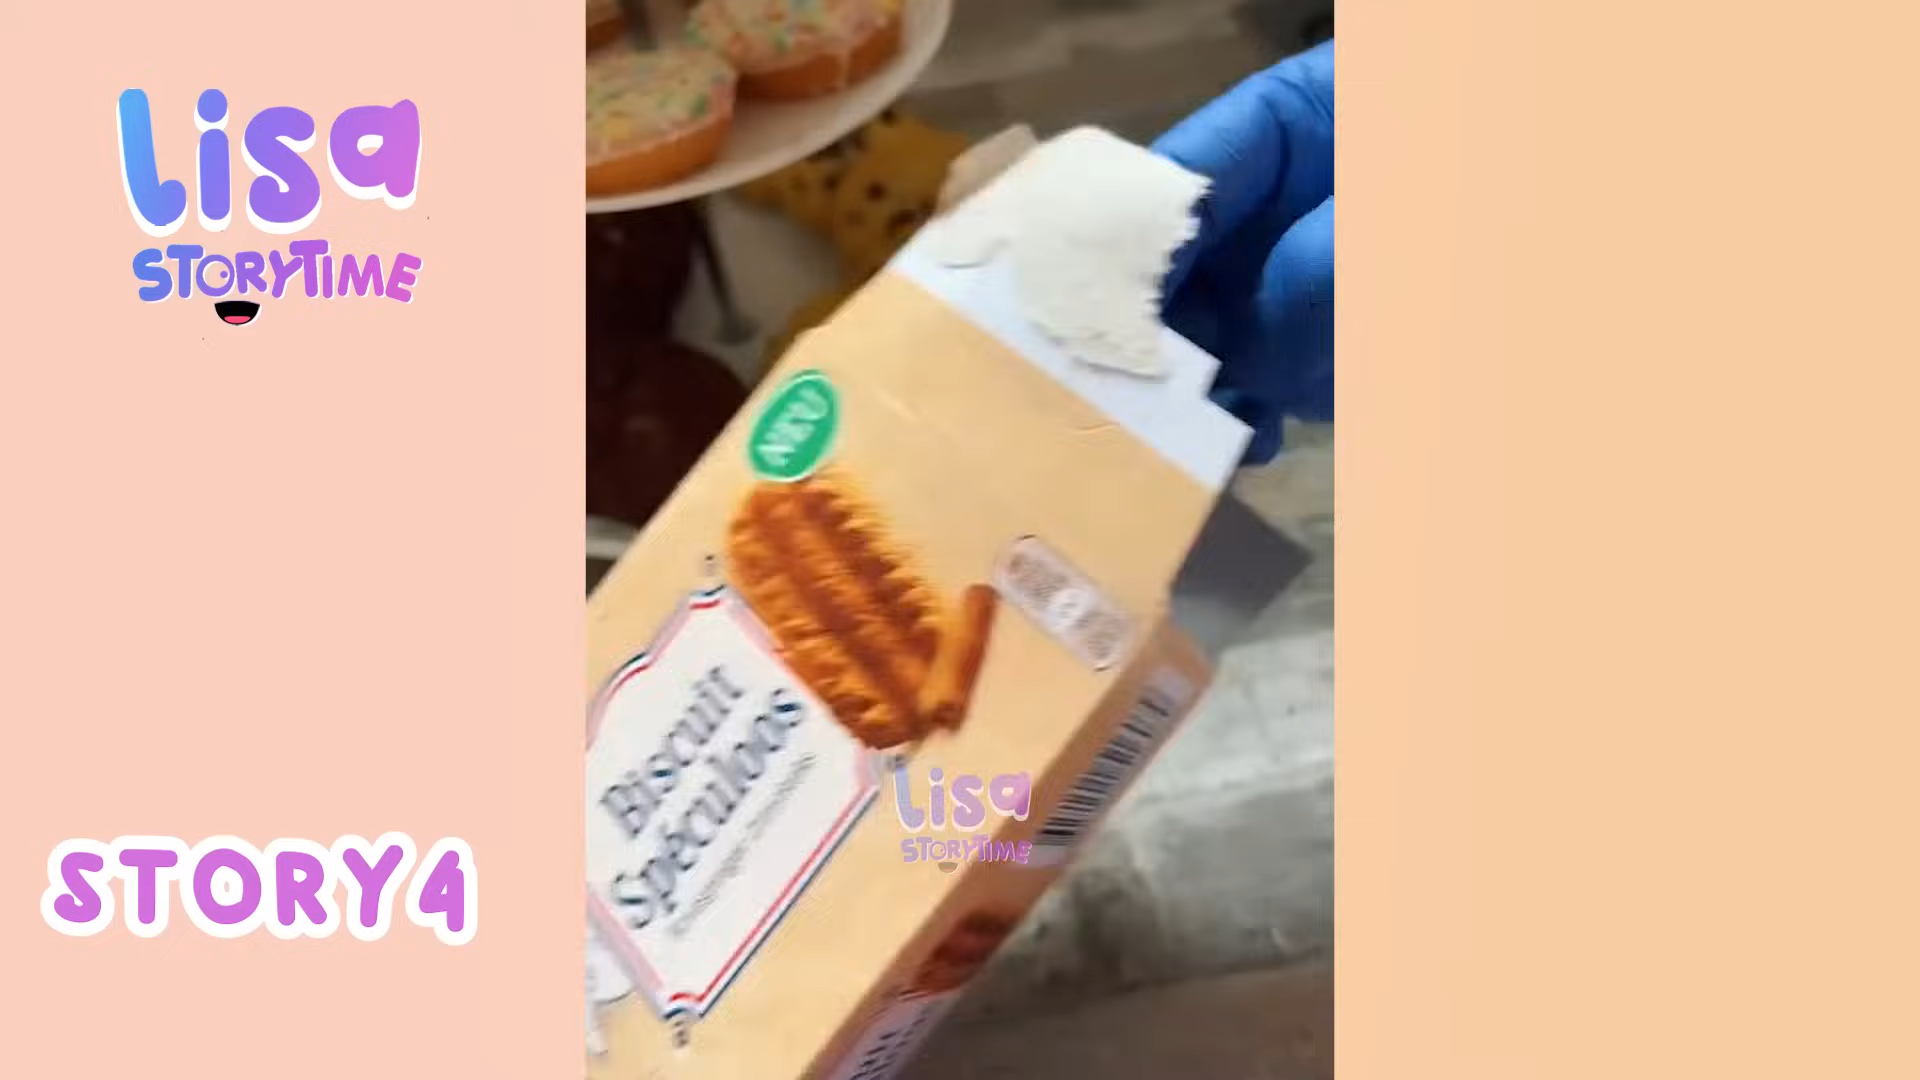 Lisa
STORYTIME
STORY4
NEU
Biscuit
Spéculoos
Lisa
STORYTIME